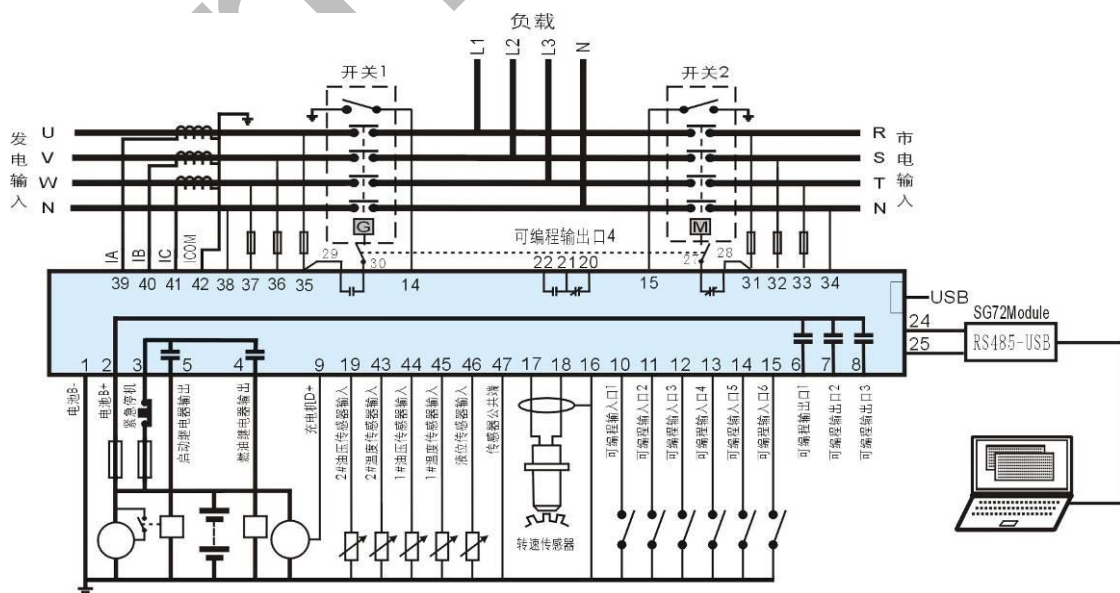 负载
L1
L2
L3
N
开关1
开关2
发电输入
U
V
W
N
R
S
T
N
市电输入
G
M
可编程输出口4
IA
IB
IC
ICOM
29
30
27
28
39
40
41
42
38
37
36
35
14
22
21
20
15
31
32
33
34
USB
SG72Module
24
25
RS485-USB
1
2
3
5
4
9
19
43
44
45
46
47
17
18
16
10
11
12
13
14
15
6
7
8
电池B-
电池B+
紧急停机
启动继电器输出
燃油继电器输出
充电机D+
2#油压传感器输入
2#温度传感器输入
1#油压传感器输入
1#温度传感器输入
液位传感器输入
传感器公共端
转速传感器
可编程输入口1
可编程输入口2
可编程输入口3
可编程输入口4
可编程输入口5
可编程输入口6
可编程输出口1
可编程输出口2
可编程输出口3